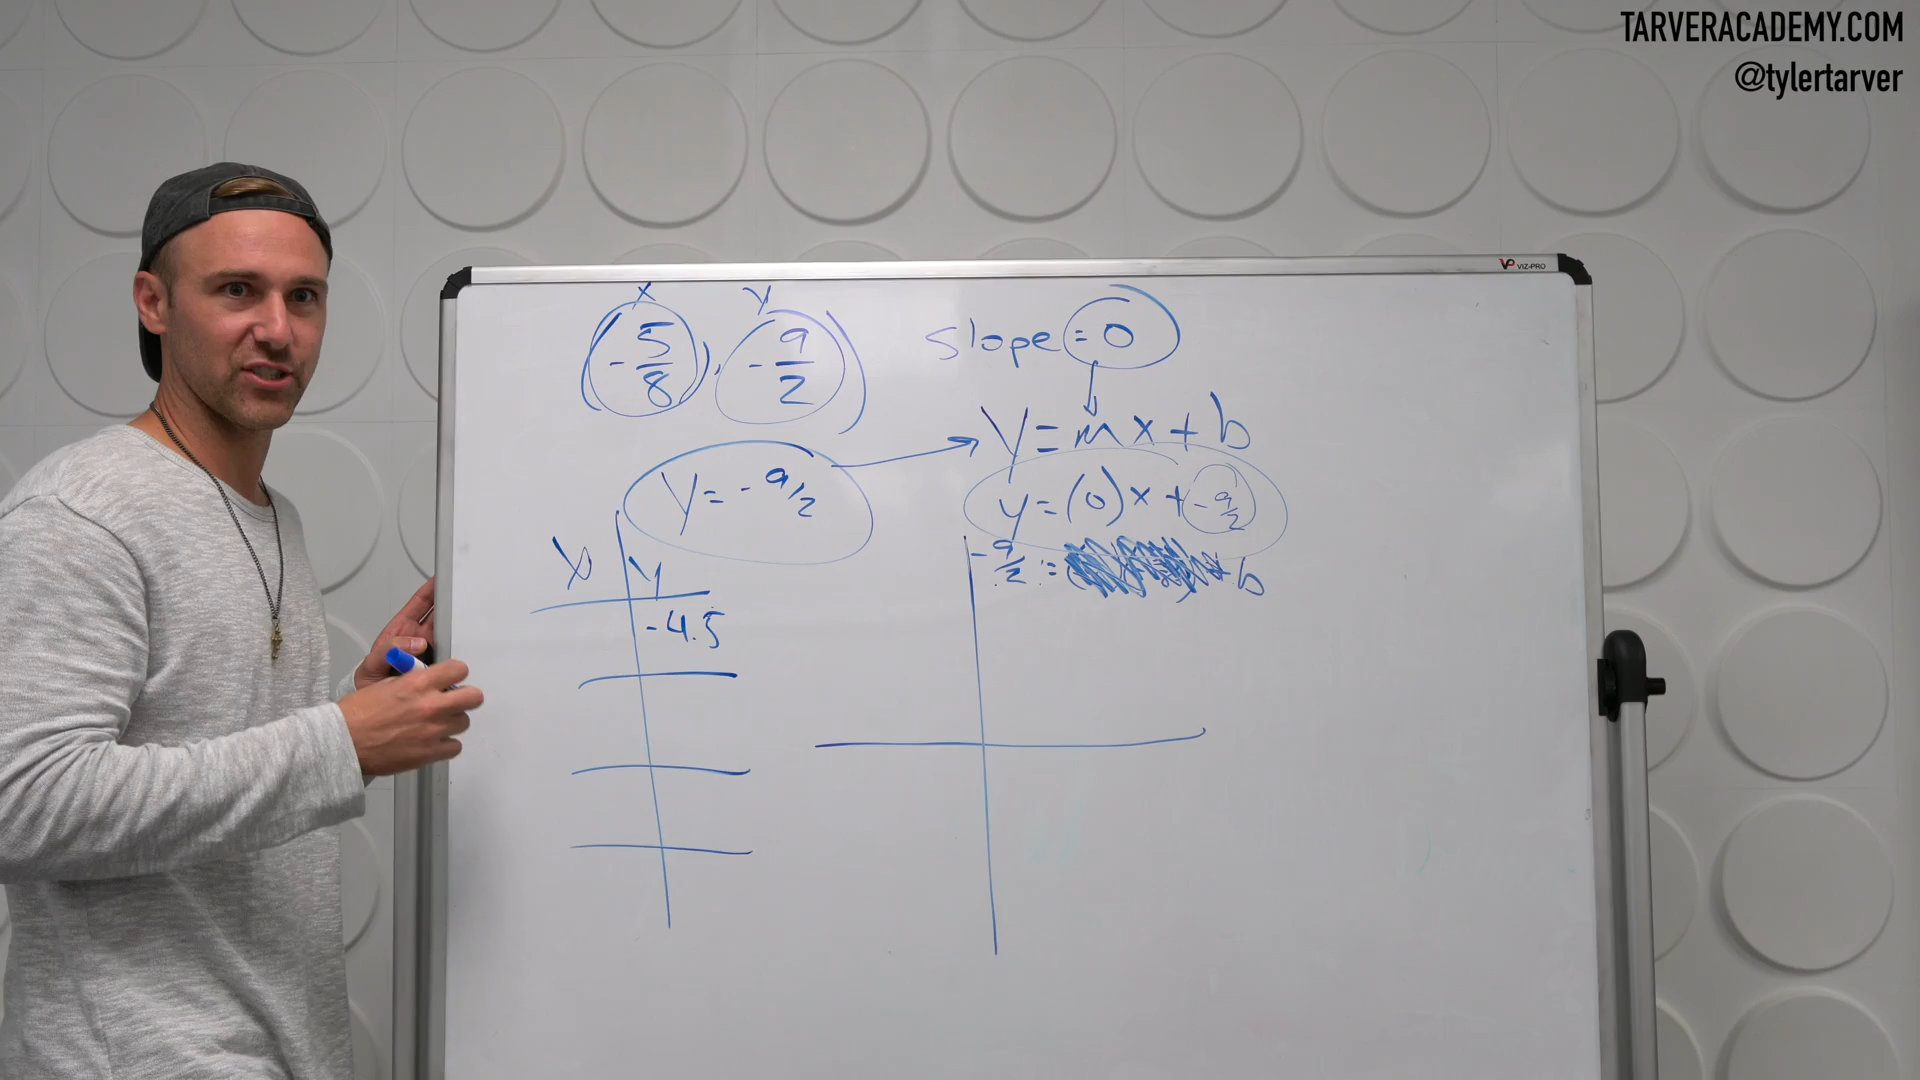 TARVERACADEMY.COM
@tylertarver
VIZ-PRO
x y
(-5/8, -9/2) slope = 0
y = mx + b
y = -9/2
y = (0)x + -9/2
-9/2 = + b
x y
-4.5